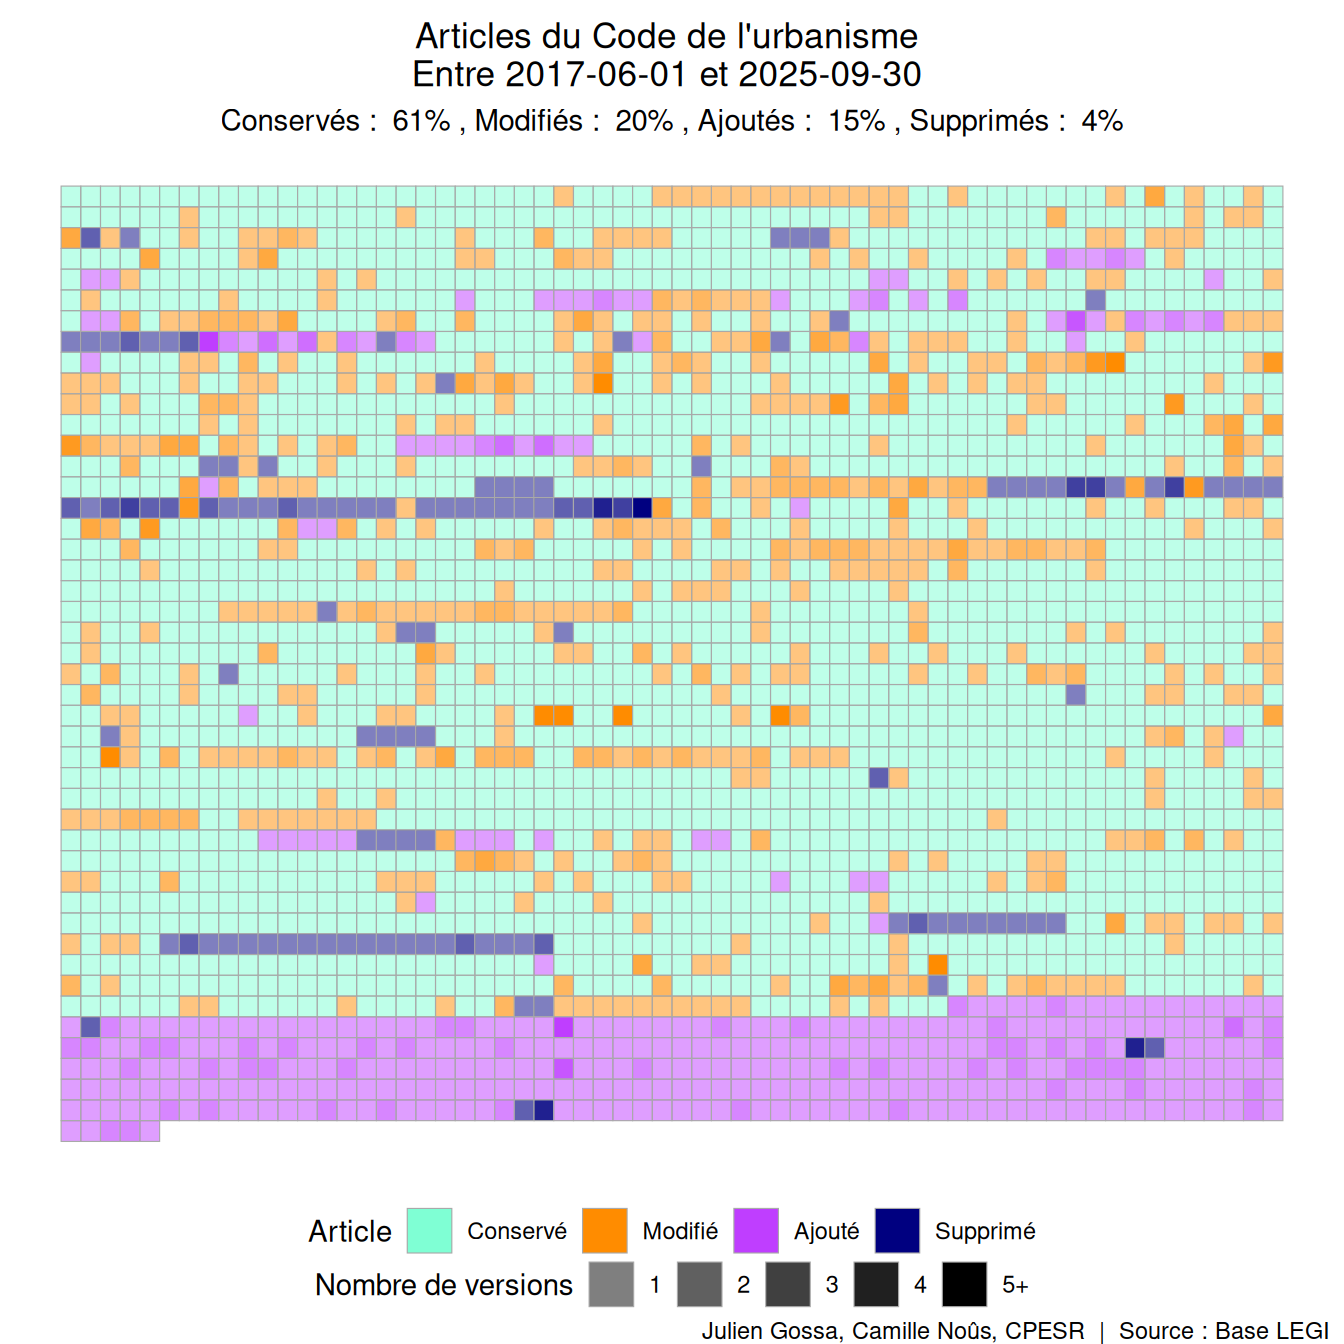 Articles du Code de l'urbanisme
Entre 2017-06-01 et 2025-09-30
Conservés :  61% , Modifiés :  20% , Ajoutés :  15% , Supprimés :  4%
Article Conservé Modifié Ajouté Supprimé
Nombre de versions 1 2 3 4 5+
Julien Gossa, Camille Noûs, CPESR  |  Source : Base LEGI